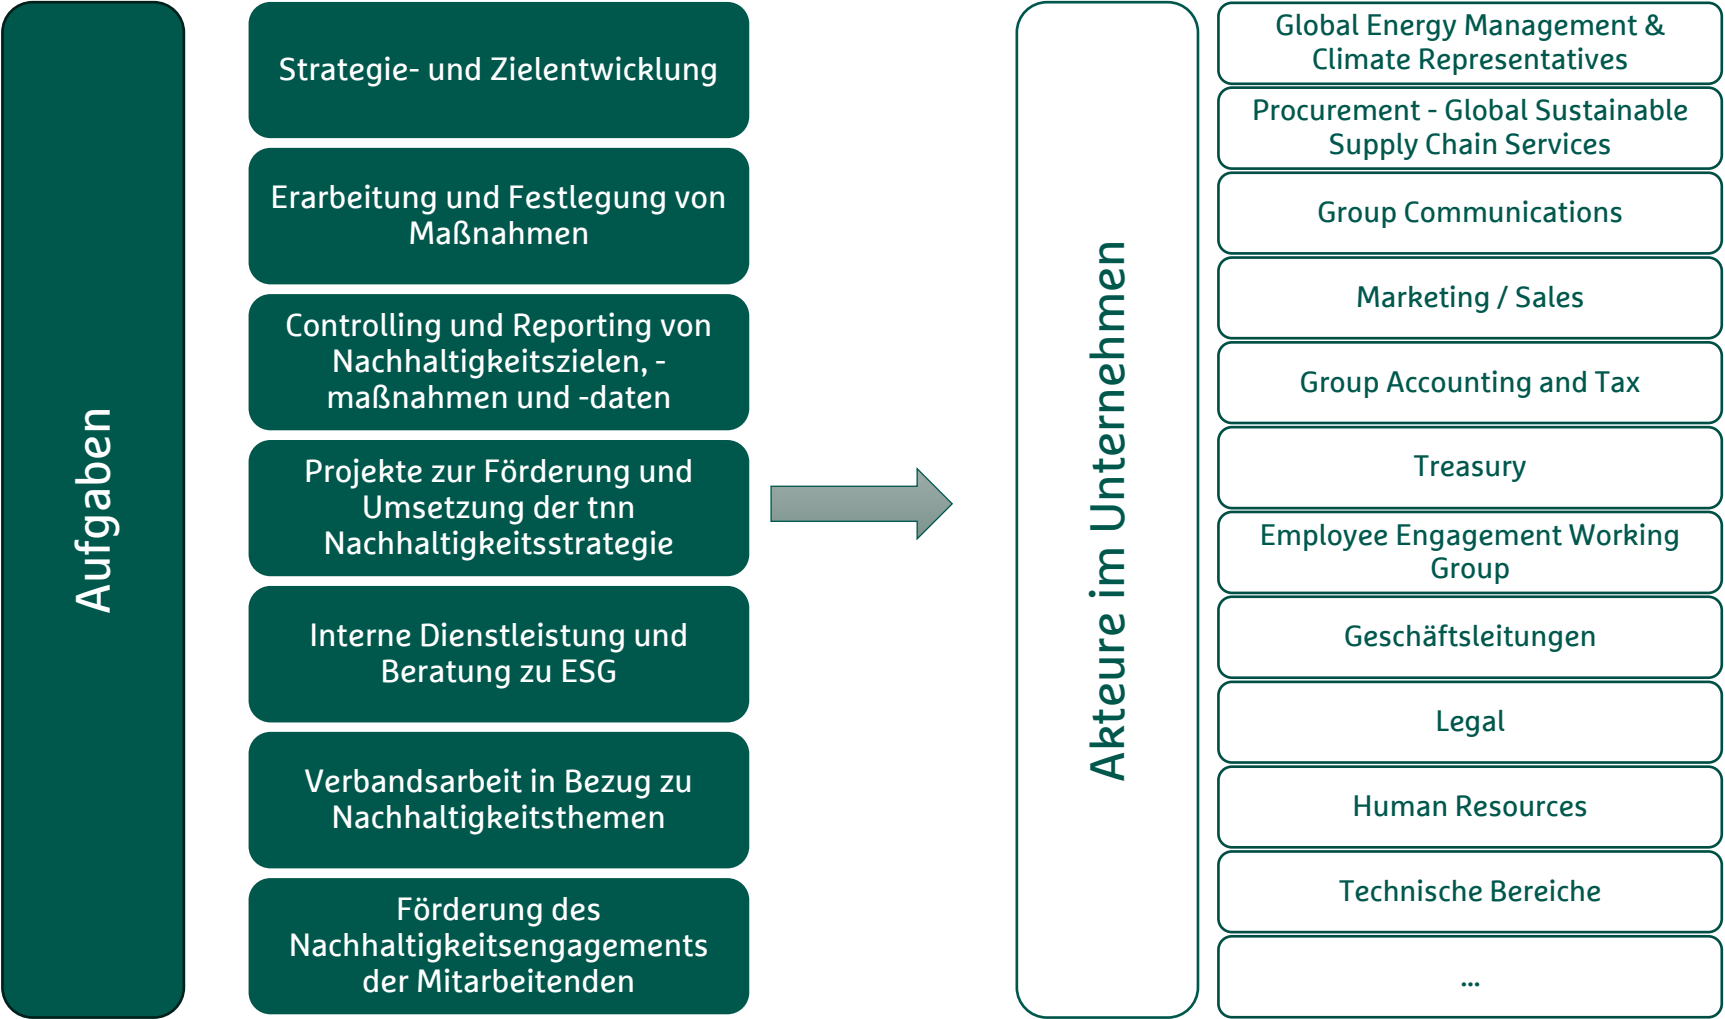 Aufgaben
Strategie- und Zielentwicklung
Erarbeitung und Festlegung von
Maßnahmen
Controlling und Reporting von
Nachhaltigkeitszielen, -
maßnahmen und -daten
Projekte zur Förderung und
Umsetzung der tnn
Nachhaltigkeitsstrategie
Interne Dienstleistung und
Beratung zu ESG
Verbandsarbeit in Bezug zu
Nachhaltigkeitsthemen
Förderung des
Nachhaltigkeitsengagements
der Mitarbeitenden
Akteure im Unternehmen
Global Energy Management &
Climate Representatives
Procurement - Global Sustainable
Supply Chain Services
Group Communications
Marketing / Sales
Group Accounting and Tax
Treasury
Employee Engagement Working
Group
Geschäftsleitungen
Legal
Human Resources
Technische Bereiche
...